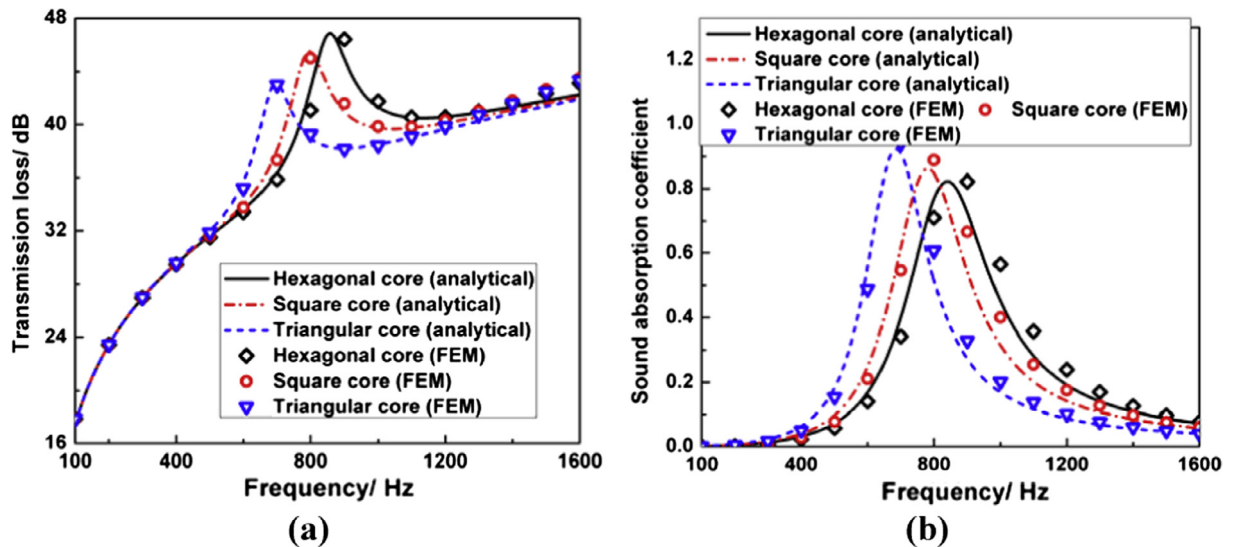 48
40
32
24
16
Transmission loss/ dB
Hexagonal core (analytical)
Square core (analytical)
Triangular core (analytical)
Hexagonal core (FEM)
Square core (FEM)
Triangular core (FEM)
100 400 800 1200 1600
Frequency/ Hz
(a)
1.2
1.0
0.8
0.6
0.4
0.2
0.0
Sound absorption coefficient
Hexagonal core (analytical)
Square core (analytical)
Triangular core (analytical)
Hexagonal core (FEM) Square core (FEM)
Triangular core (FEM)
100 400 800 1200 1600
Frequency/ Hz
(b)